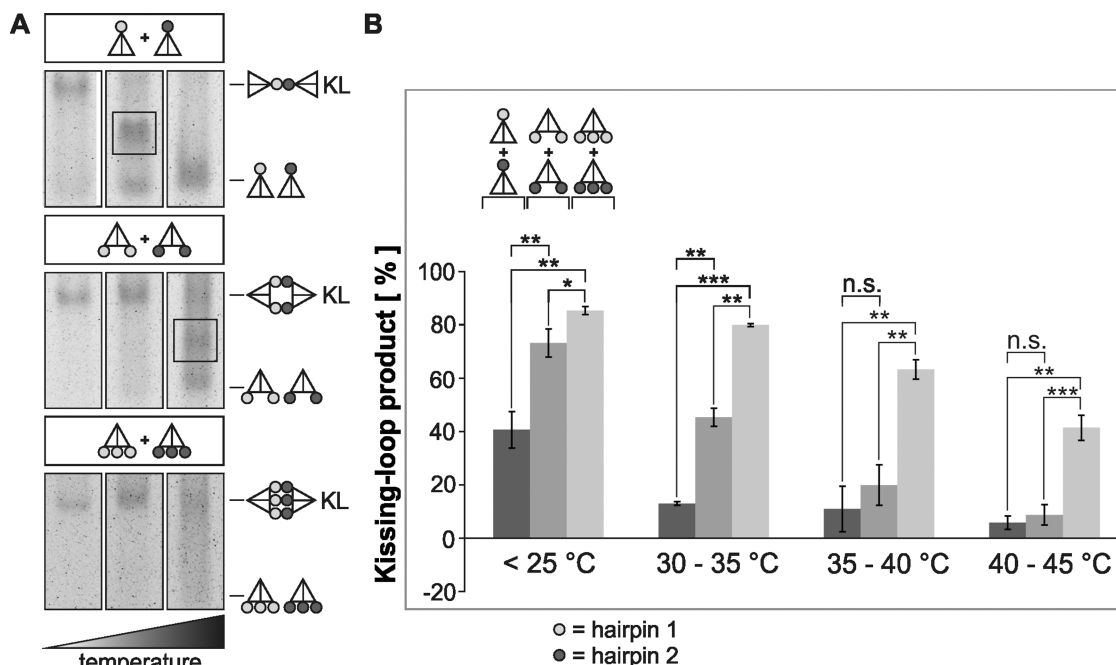 A
+
KL
+
KL
+
KL
temperature
B
+ + +
Kissing-loop product [ % ]
100
80
60
40
20
0
-20
** ** *
** *** **
n.s. ** **
n.s. ** ***
< 25 °C 30 - 35 °C 35 - 40 °C 40 - 45 °C
= hairpin 1
= hairpin 2